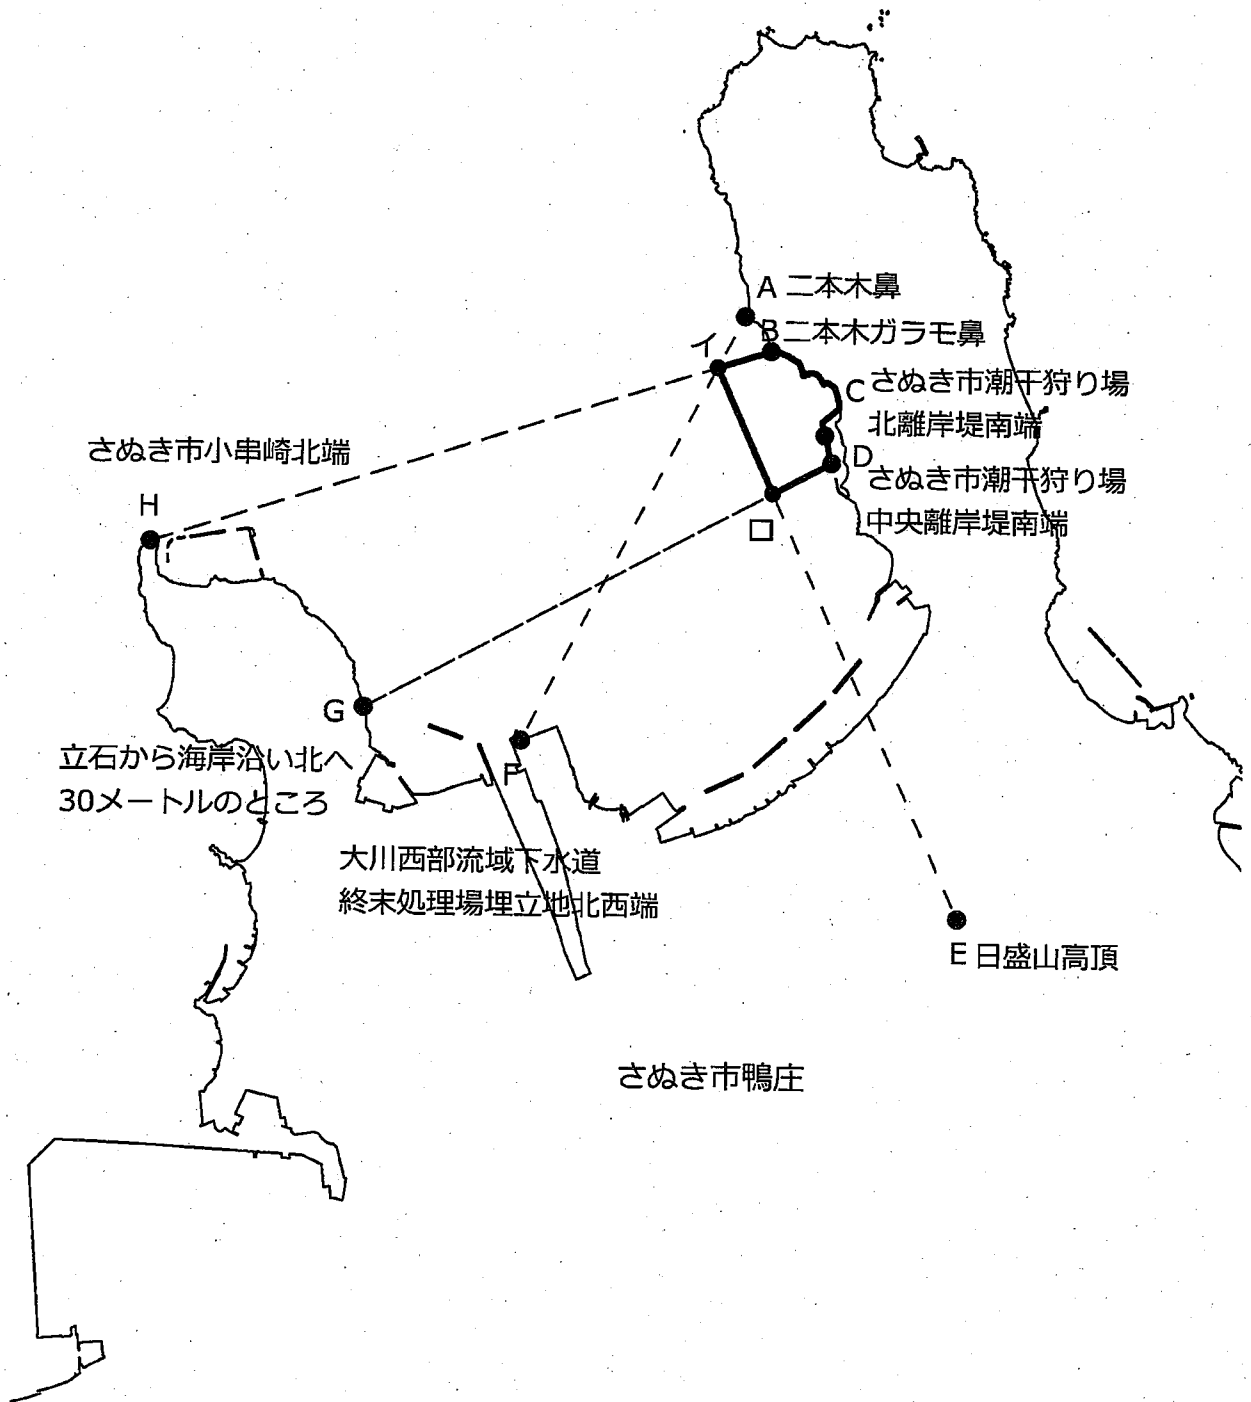 A 二本木鼻
イ
B 二本木ガラモ鼻
C さぬき市潮干狩り場
北離岸堤南端
さぬき市小串崎北端
H
D さぬき市潮干狩り場
中央離岸堤南端
ロ
G
立石から海岸沿い北へ
30メートルのところ
F
大川西部流域下水道
終末処理場埋立地北西端
E 日盛山高頂
さぬき市鴨庄